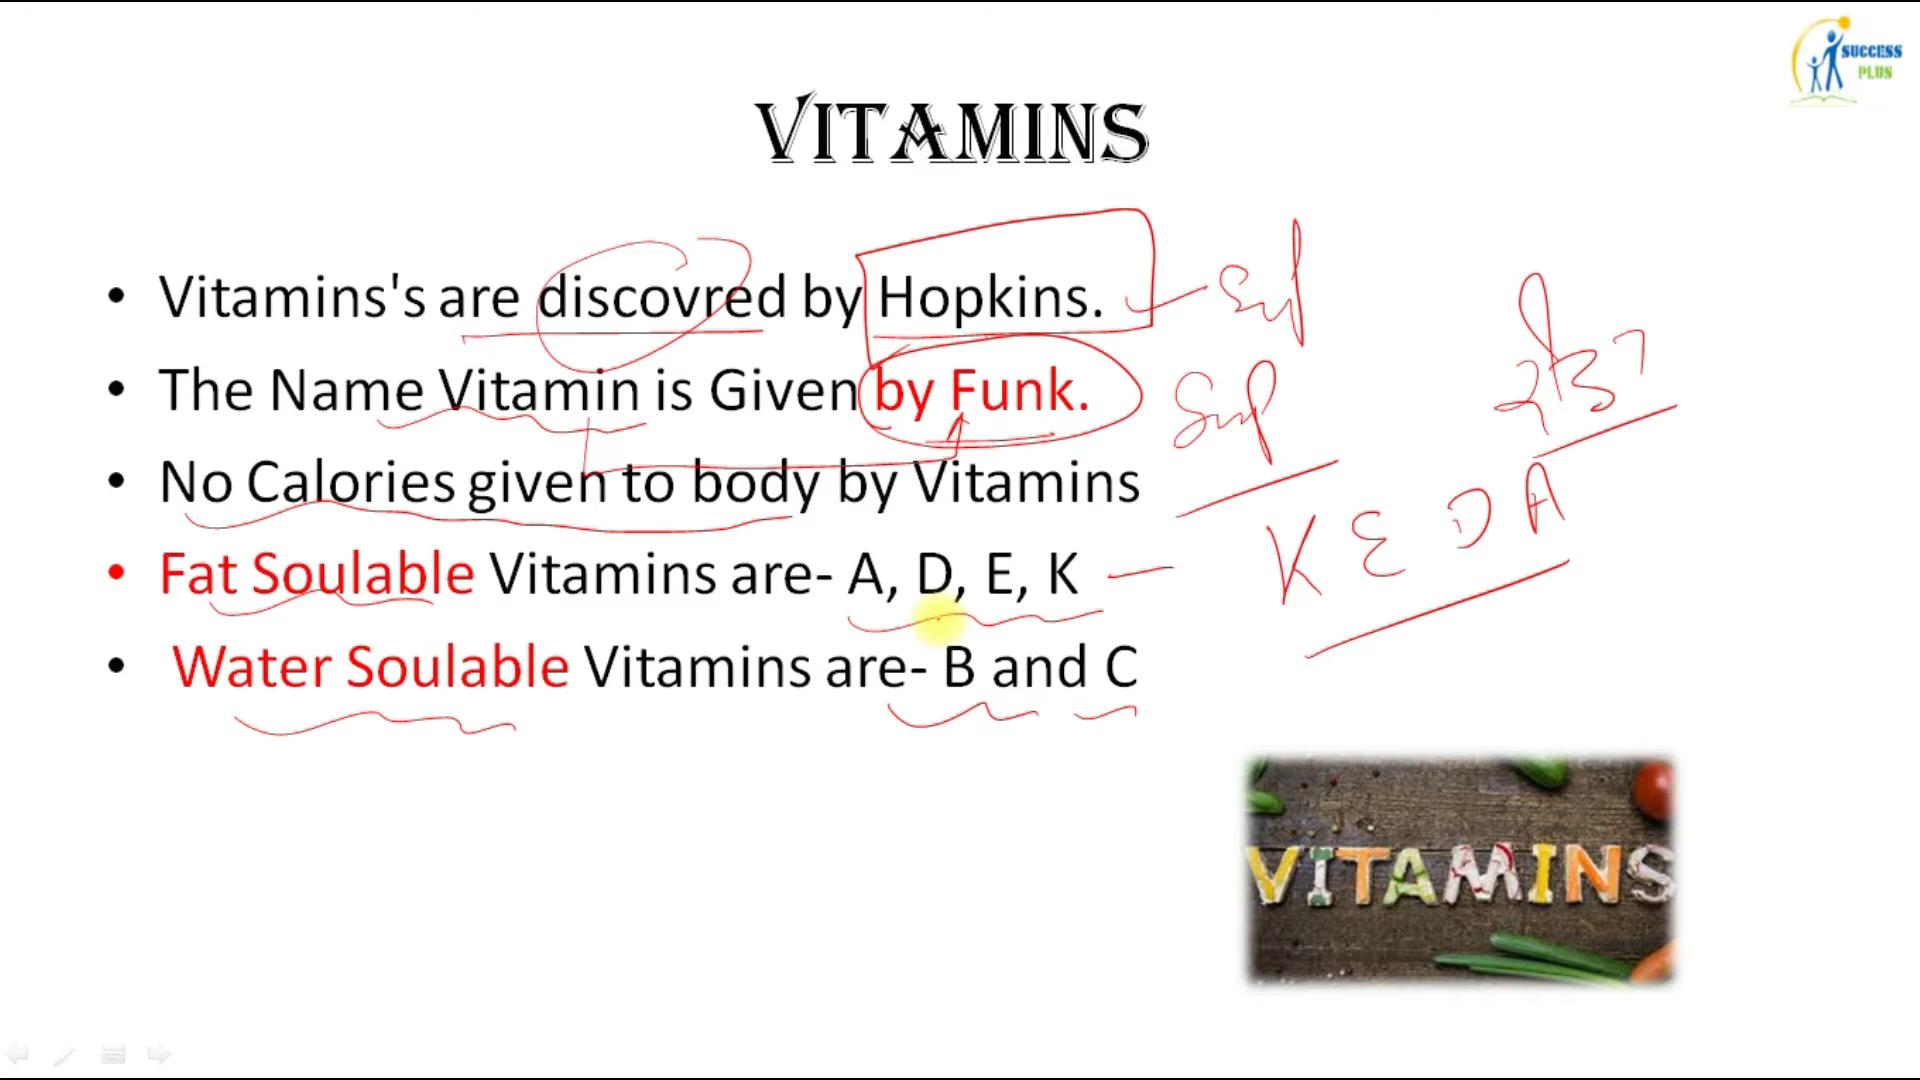 SUCCESS
PLUS
VITAMINS
• Vitamins's are discovred by Hopkins.
• The Name Vitamin is Given by Funk.
• No Calories given to body by Vitamins
• Fat Soulable Vitamins are- A, D, E, K
• Water Soulable Vitamins are- B and C
K E D A
VITAMINS